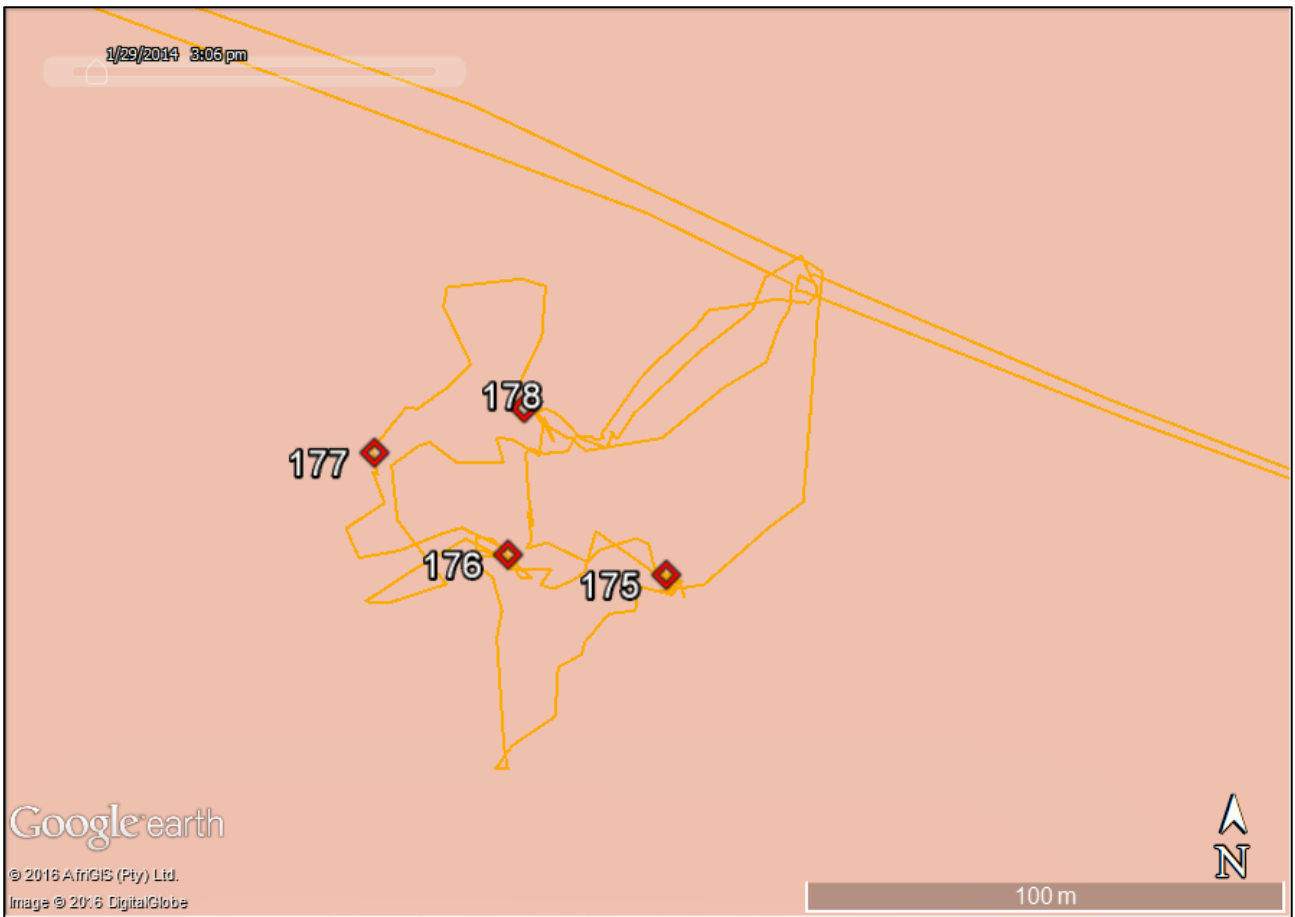 1/29/2014 3:06 pm
178
177
176
175
Google earth
N
© 2016 AfriGIS (Pty) Ltd.
Image © 2016 DigitalGlobe
100 m